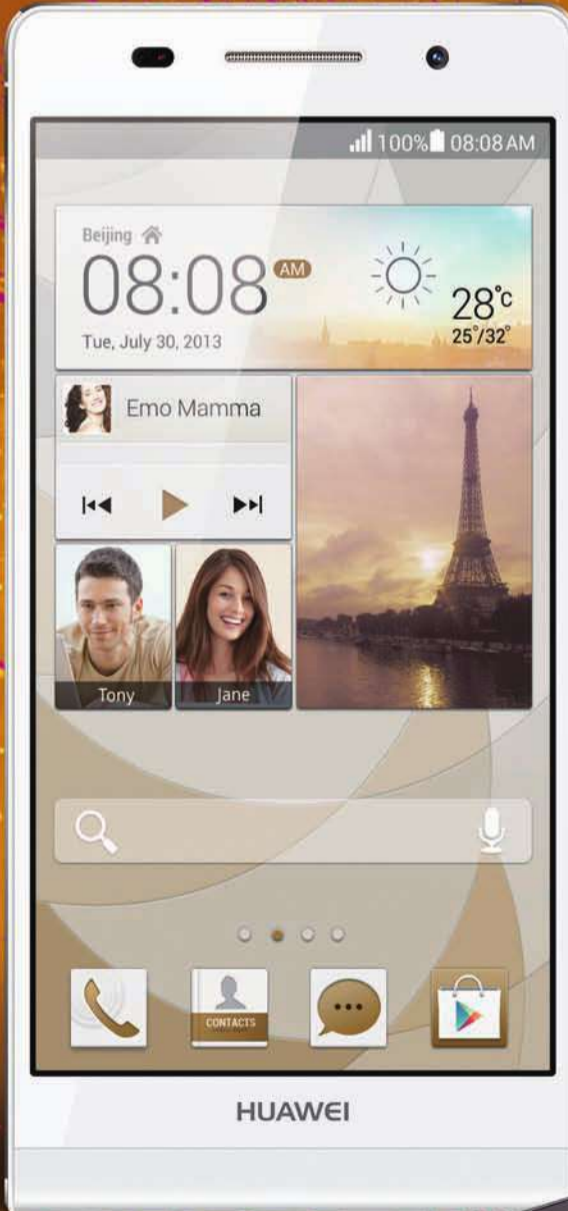 100% 08:08 AM
Beijing
08:08 AM
28°c
Tue, July 30, 2013
25°/32°
Emo Mamma
Tony
Jane
CONTACTS
HUAWEI